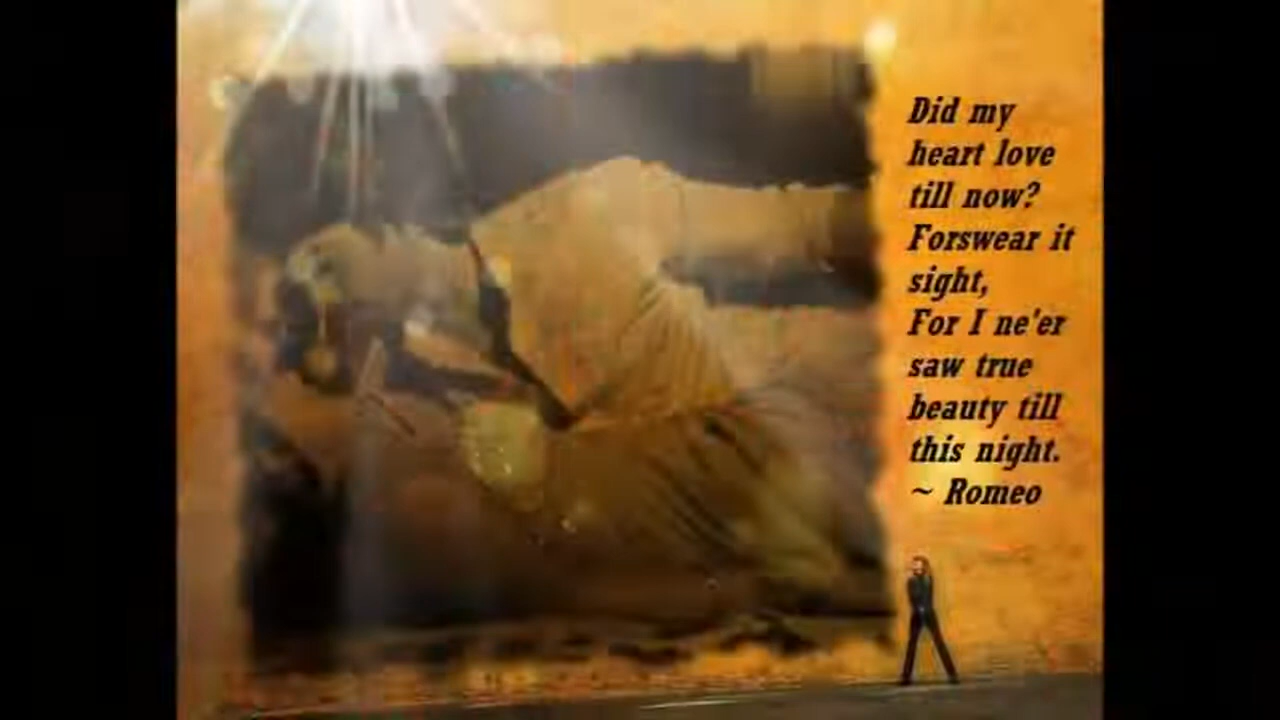 Did my
heart love
till now?
Forswear it
sight,
For I ne'er
saw true
beauty till
this night.
~ Romeo